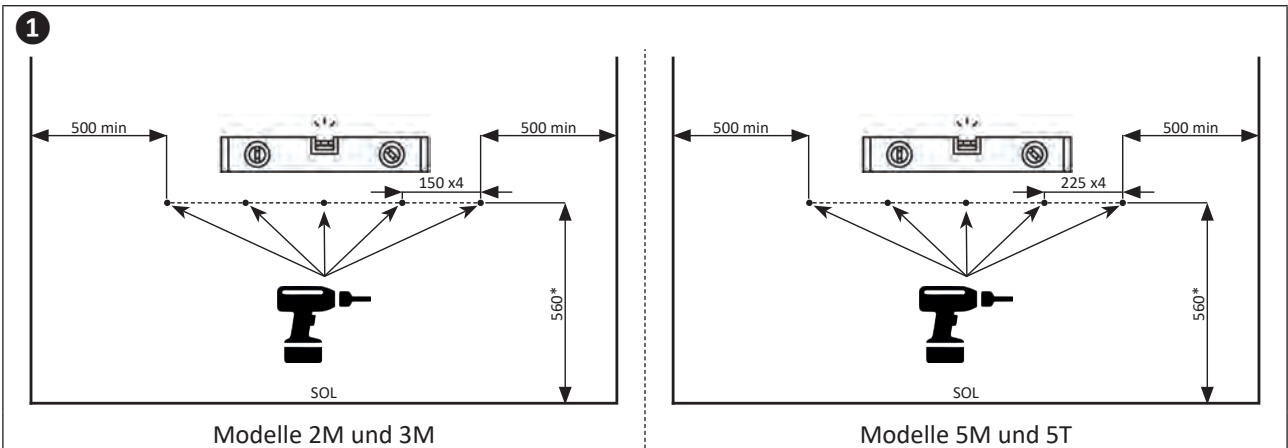 1
500 min
500 min
150 x4
560*
SOL
Modelle 2M und 3M
500 min
500 min
225 x4
560*
SOL
Modelle 5M und 5T